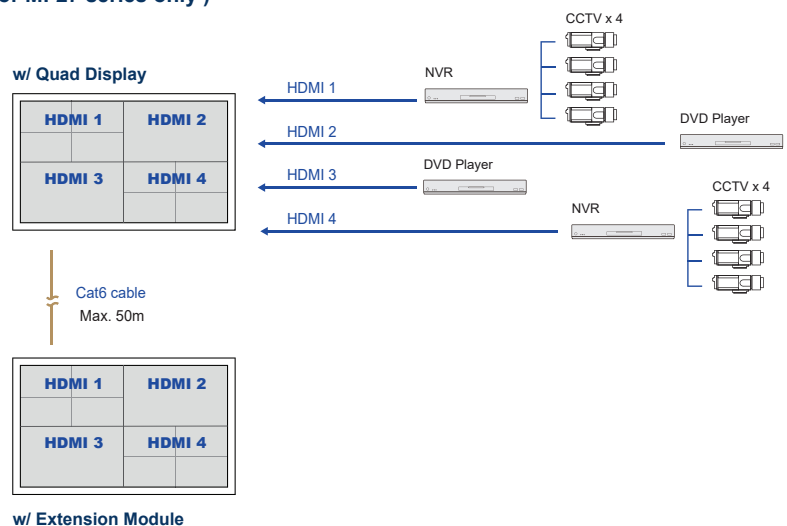 series only )
CCTV x 4
w/ Quad Display
NVR
HDMI 1
HDMI 1
HDMI 2
DVD Player
HDMI 2
HDMI 3
HDMI 4
DVD Player
HDMI 3
CCTV x 4
NVR
HDMI 4
Cat6 cable
Max. 50m
HDMI 1
HDMI 2
HDMI 3
HDMI 4
w/ Extension Module